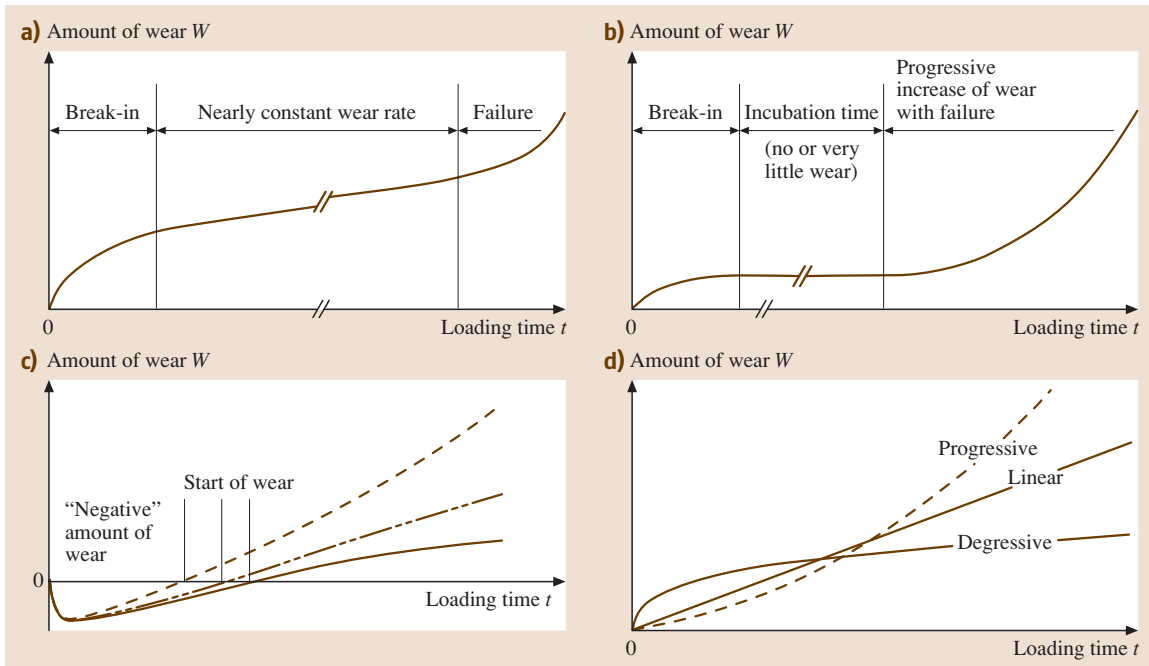 a) Amount of wear W
Break-in
Nearly constant wear rate
Failure
0
Loading time t
b) Amount of wear W
Break-in
Incubation time
(no or very
little wear)
Progressive
increase of wear
with failure
0
Loading time t
c) Amount of wear W
"Negative"
amount of
wear
Start of wear
0
Loading time t
d) Amount of wear W
Progressive
Linear
Degressive
0
Loading time t